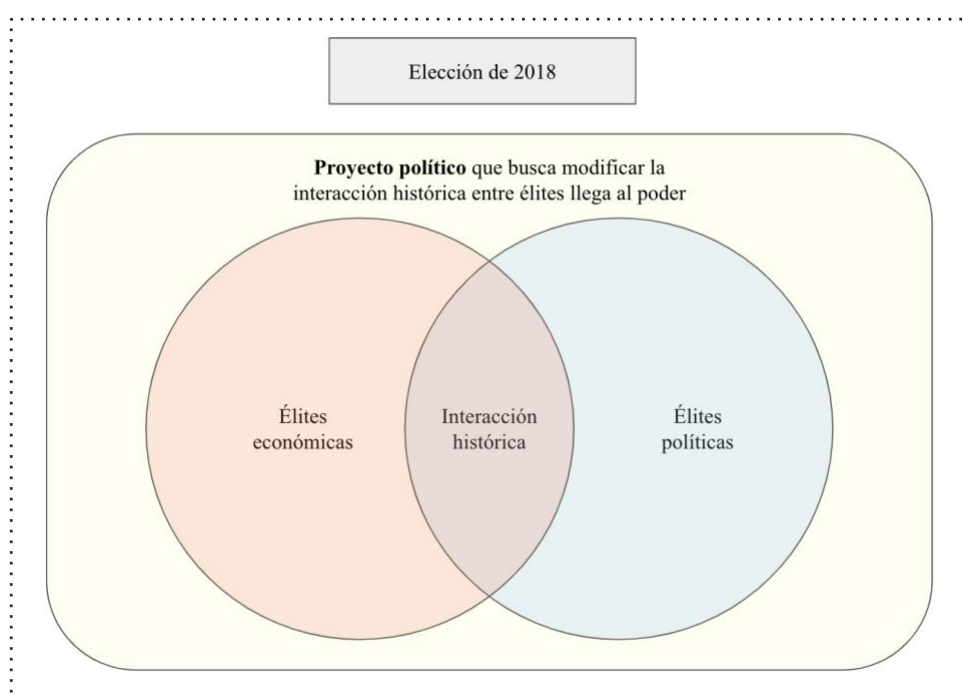 Elección de 2018
Proyecto político que busca modificar la
interacción histórica entre élites llega al poder
Élites
económicas
Interacción
histórica
Élites
políticas